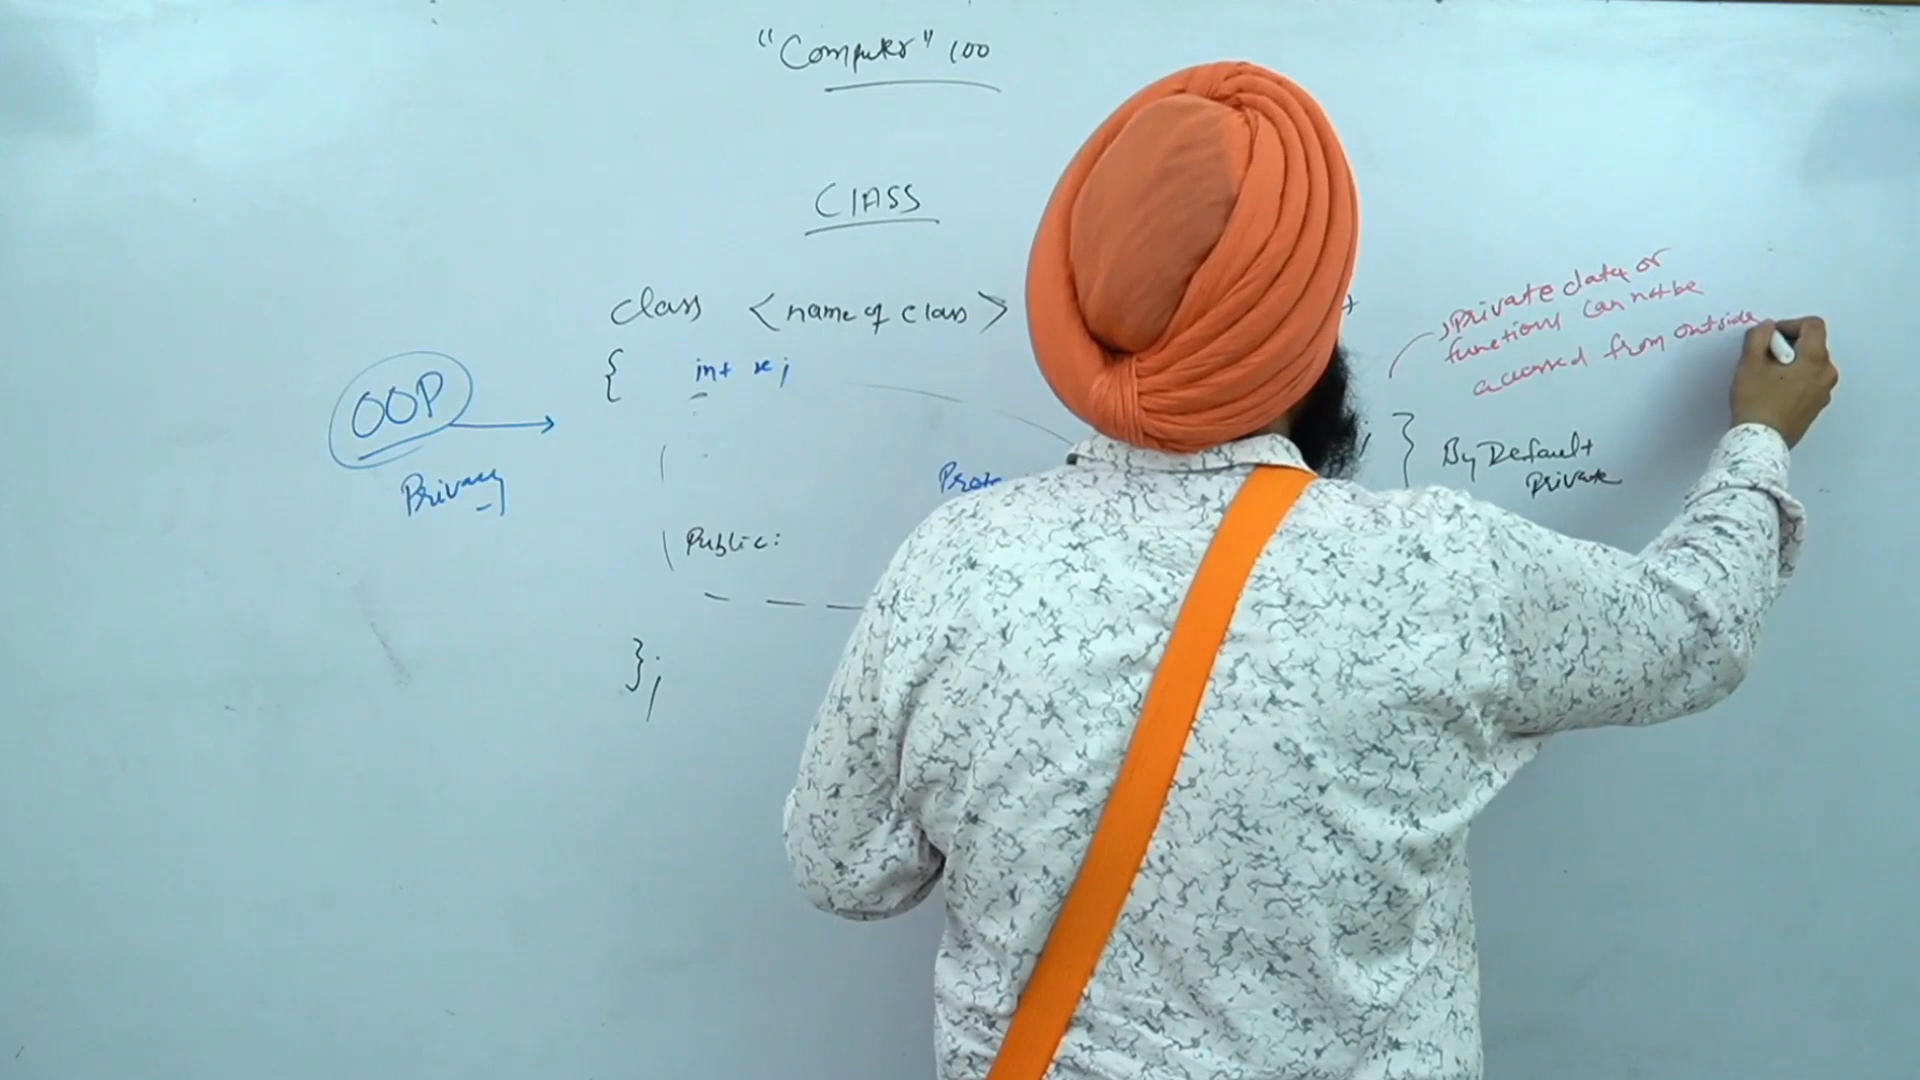 "Computer" 100
CLASS
class <name of class>
{ int x;
OOP
Privacy
Public:
};
private data or
functions can not be
accessed from outside
} By Default
Private